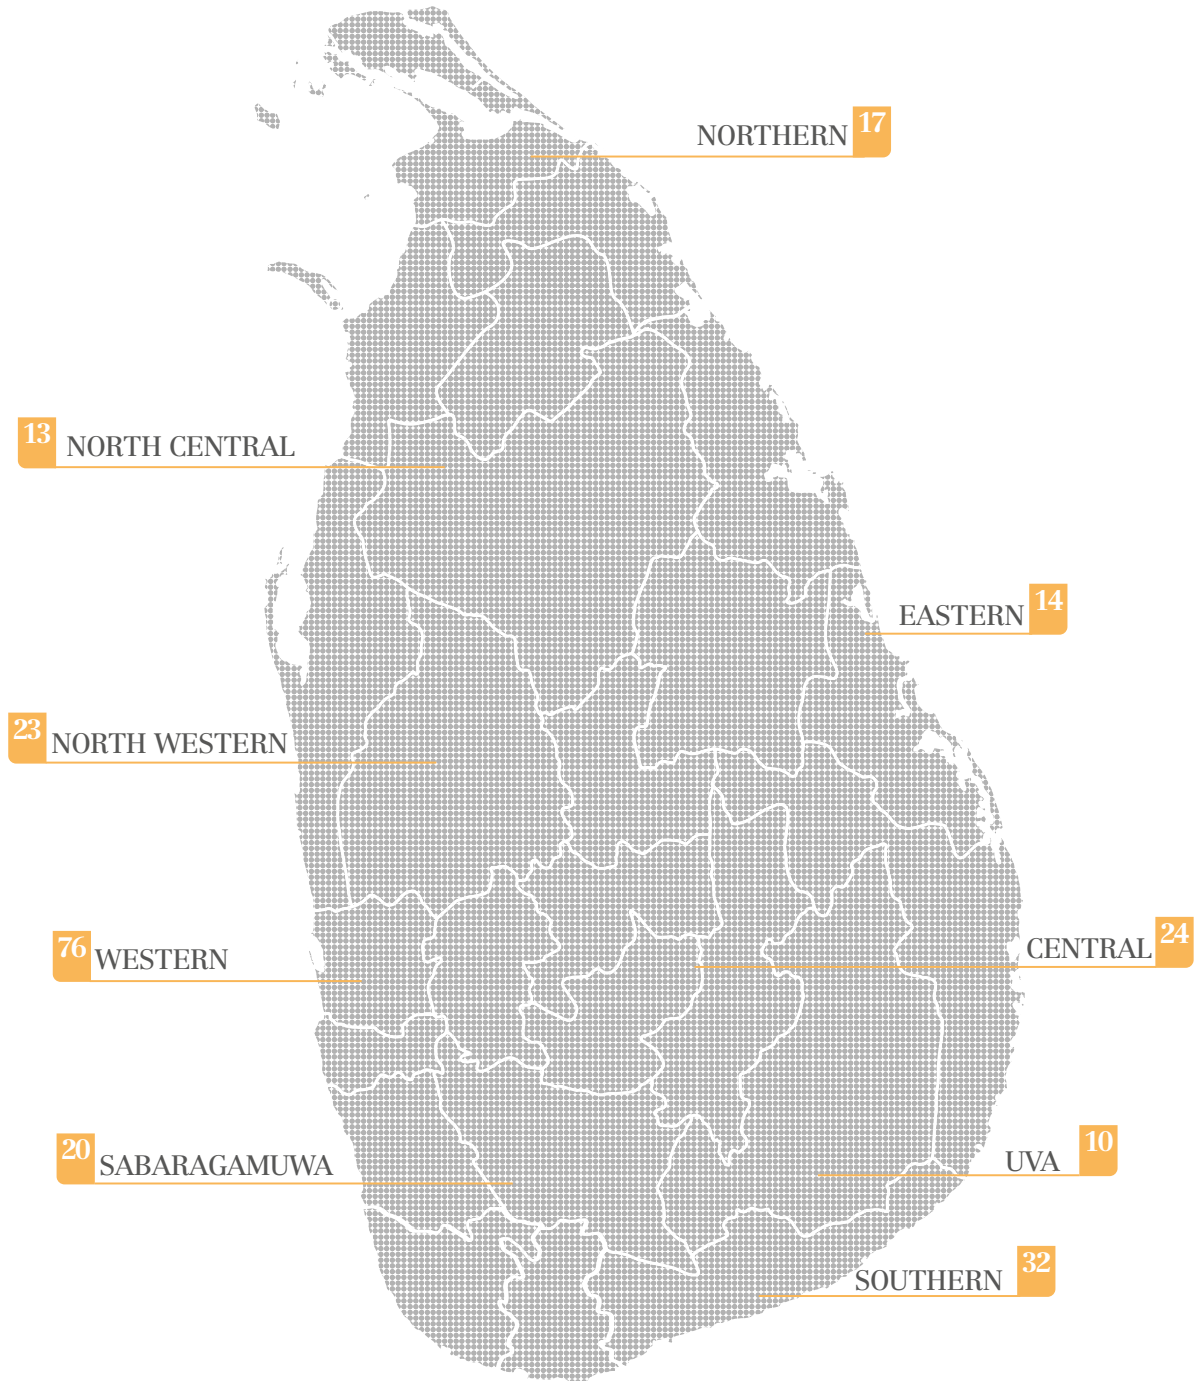 NORTHERN 17
13 NORTH CENTRAL
EASTERN 14
23 NORTH WESTERN
76 WESTERN
CENTRAL 24
20 SABARAGAMUWA
UVA 10
SOUTHERN 32